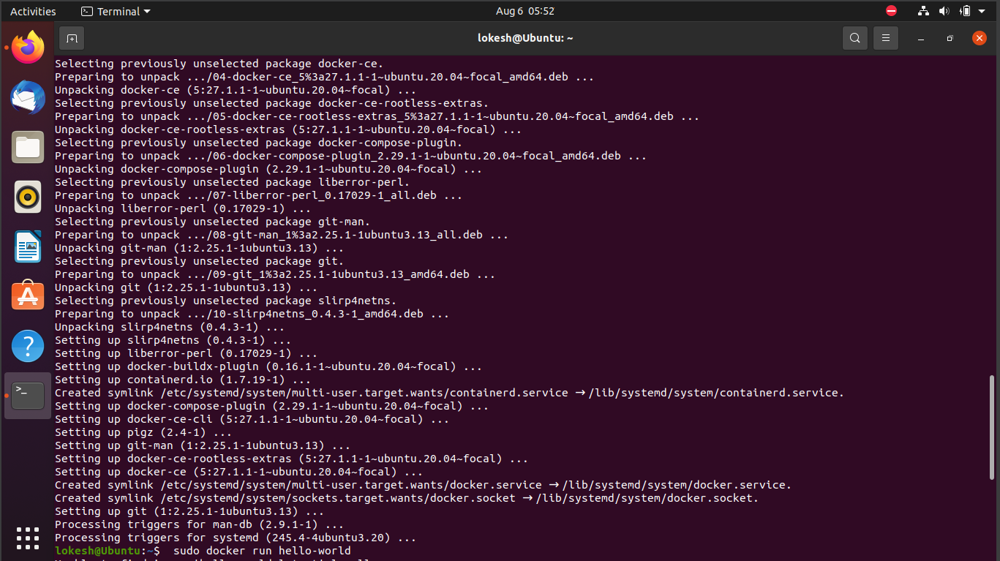 Activities
Terminal
Aug 6 05:52
lokesh@Ubuntu: ~
Selecting previously unselected package docker-ce.
Preparing to unpack .../04-docker-ce_5%3a27.1.1-1~ubuntu.20.04~focal_amd64.deb ...
Unpacking docker-ce (5:27.1.1-1~ubuntu.20.04~focal) ...
Selecting previously unselected package docker-ce-rootless-extras.
Preparing to unpack .../05-docker-ce-rootless-extras_5%3a27.1.1-1~ubuntu.20.04~focal_amd64.deb ...
Unpacking docker-ce-rootless-extras (5:27.1.1-1~ubuntu.20.04~focal) ...
Selecting previously unselected package docker-compose-plugin.
Preparing to unpack .../06-docker-compose-plugin_2.29.1-1~ubuntu.20.04~focal_amd64.deb ...
Unpacking docker-compose-plugin (2.29.1-1~ubuntu.20.04~focal) ...
Selecting previously unselected package liberror-perl.
Preparing to unpack .../07-liberror-perl_0.17029-1_all.deb ...
Unpacking liberror-perl (0.17029-1) ...
Selecting previously unselected package git-man.
Preparing to unpack .../08-git-man_1%3a2.25.1-1ubuntu3.13_all.deb ...
Unpacking git-man (1:2.25.1-1ubuntu3.13) ...
Selecting previously unselected package git.
Preparing to unpack .../09-git_1%3a2.25.1-1ubuntu3.13_amd64.deb ...
Unpacking git (1:2.25.1-1ubuntu3.13) ...
Selecting previously unselected package slirp4netns.
Preparing to unpack .../10-slirp4netns_0.4.3-1_amd64.deb ...
Unpacking slirp4netns (0.4.3-1) ...
Setting up slirp4netns (0.4.3-1) ...
Setting up liberror-perl (0.17029-1) ...
Setting up docker-buildx-plugin (0.16.1-1~ubuntu.20.04~focal) ...
Setting up containerd.io (1.7.19-1) ...
Created symlink /etc/systemd/system/multi-user.target.wants/containerd.service → /lib/systemd/system/containerd.service.
Setting up docker-compose-plugin (2.29.1-1~ubuntu.20.04~focal) ...
Setting up docker-ce-cli (5:27.1.1-1~ubuntu.20.04~focal) ...
Setting up pigz (2.4-1) ...
Setting up git-man (1:2.25.1-1ubuntu3.13) ...
Setting up docker-ce-rootless-extras (5:27.1.1-1~ubuntu.20.04~focal) ...
Setting up docker-ce (5:27.1.1-1~ubuntu.20.04~focal) ...
Created symlink /etc/systemd/system/multi-user.target.wants/docker.service → /lib/systemd/system/docker.service.
Created symlink /etc/systemd/system/sockets.target.wants/docker.socket → /lib/systemd/system/docker.socket.
Setting up git (1:2.25.1-1ubuntu3.13) ...
Processing triggers for man-db (2.9.1-1) ...
Processing triggers for systemd (245.4-4ubuntu3.20) ...
lokesh@Ubuntu:~$  sudo docker run hello-world